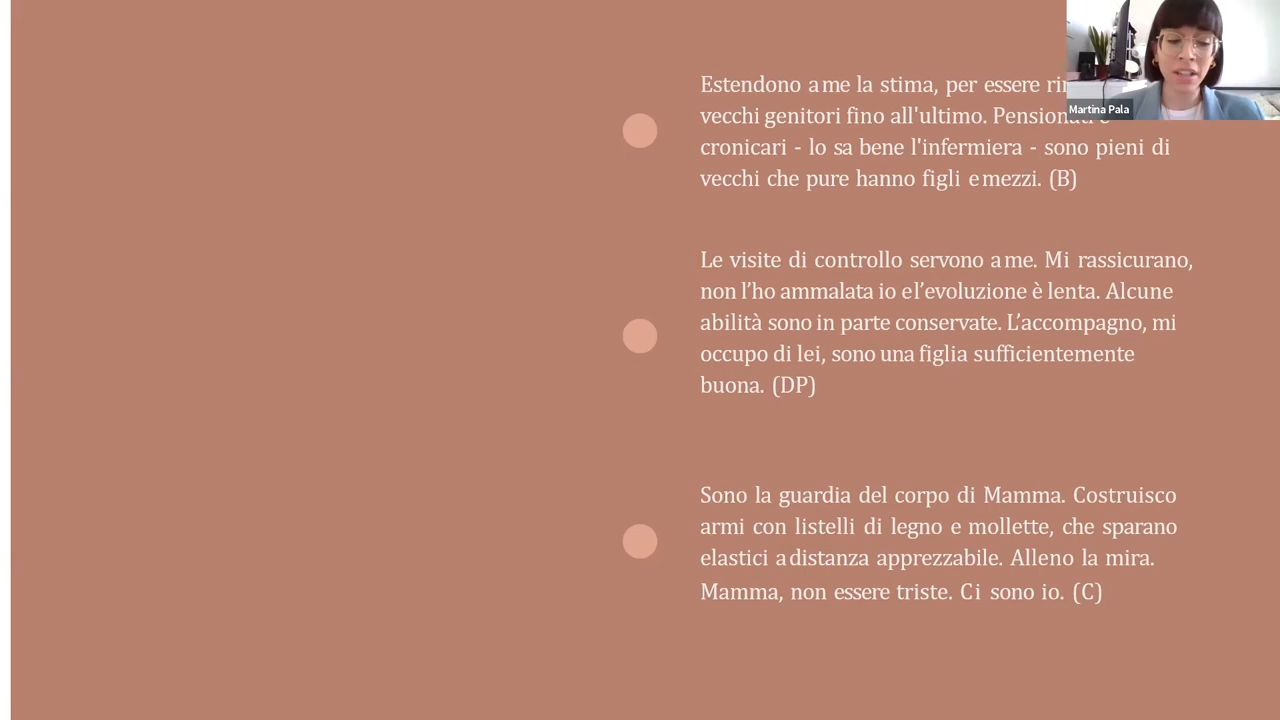 Estendono a me la stima, per essere
vecchi genitori fino all'ultimo.
cronicari - lo sa bene l'infermiera - sono pieni di
vecchi che pure hanno figli e mezzi. (B)
Le visite di controllo servono a me. Mi rassicurano,
non l’ho ammalata io e l’evoluzione è lenta. Alcune
abilità sono in parte conservate. L’accompagno, mi
occupo di lei, sono una figlia sufficientemente
buona. (DP)
Sono la guardia del corpo di Mamma. Costruisco
armi con listelli di legno e mollette, che sparano
elastici a distanza apprezzabile. Alleno la mira.
Mamma, non essere triste. Ci sono io. (C)
Martina Pala